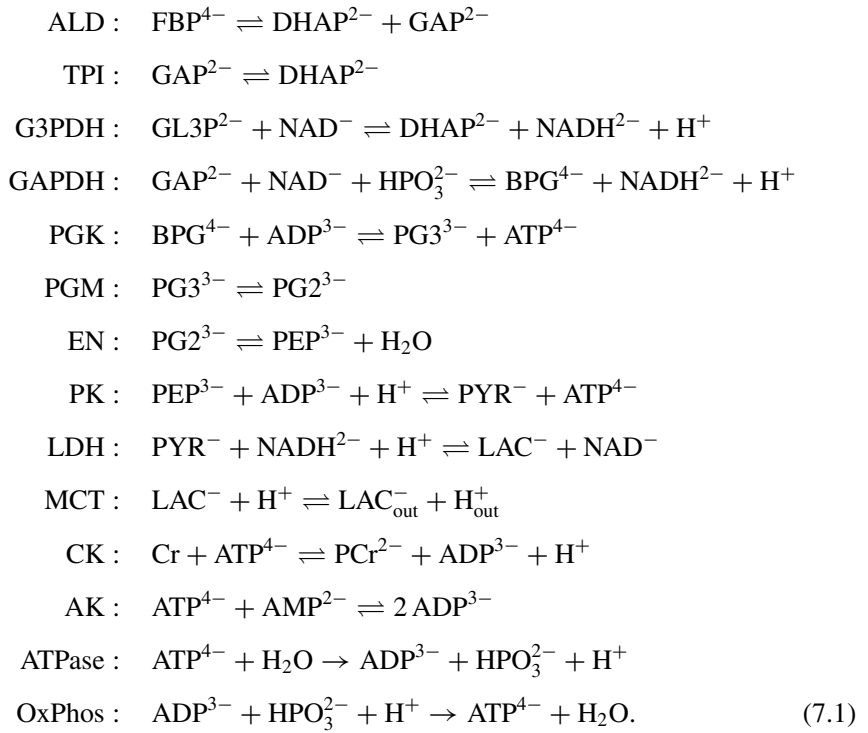 ALD : FBP⁴⁻ ⇌ DHAP²⁻ + GAP²⁻
TPI : GAP²⁻ ⇌ DHAP²⁻
G3PDH : GL3P²⁻ + NAD⁻ ⇌ DHAP²⁻ + NADH²⁻ + H⁺
GAPDH : GAP²⁻ + NAD⁻ + HPO₃²⁻ ⇌ BPG⁴⁻ + NADH²⁻ + H⁺
PGK : BPG⁴⁻ + ADP³⁻ ⇌ PG3³⁻ + ATP⁴⁻
PGM : PG3³⁻ ⇌ PG2³⁻
EN : PG2³⁻ ⇌ PEP³⁻ + H₂O
PK : PEP³⁻ + ADP³⁻ + H⁺ ⇌ PYR⁻ + ATP⁴⁻
LDH : PYR⁻ + NADH²⁻ + H⁺ ⇌ LAC⁻ + NAD⁻
MCT : LAC⁻ + H⁺ ⇌ LAC⁻out + H⁺out
CK : Cr + ATP⁴⁻ ⇌ PCr²⁻ + ADP³⁻ + H⁺
AK : ATP⁴⁻ + AMP²⁻ ⇌ 2 ADP³⁻
ATPase : ATP⁴⁻ + H₂O → ADP³⁻ + HPO₃²⁻ + H⁺
OxPhos : ADP³⁻ + HPO₃²⁻ + H⁺ → ATP⁴⁻ + H₂O. (7.1)